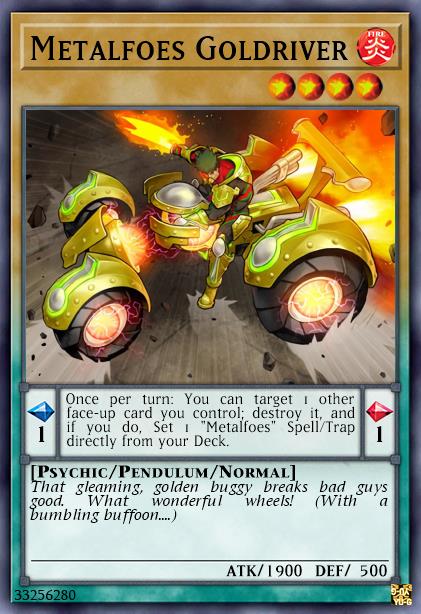 METALFOES GOLDRIVER
FIRE
炎
Once per turn: You can target 1 other
face-up card you control; destroy it, and
if you do, Set 1 "Metalfoes" Spell/Trap
directly from your Deck.
1
1
[PSYCHIC/PENDULUM/NORMAL]
That gleaming, golden buggy breaks bad guys
good. What wonderful wheels! (With a
bumbling buffoon....)
ATK/1900 DEF/ 500
33256280